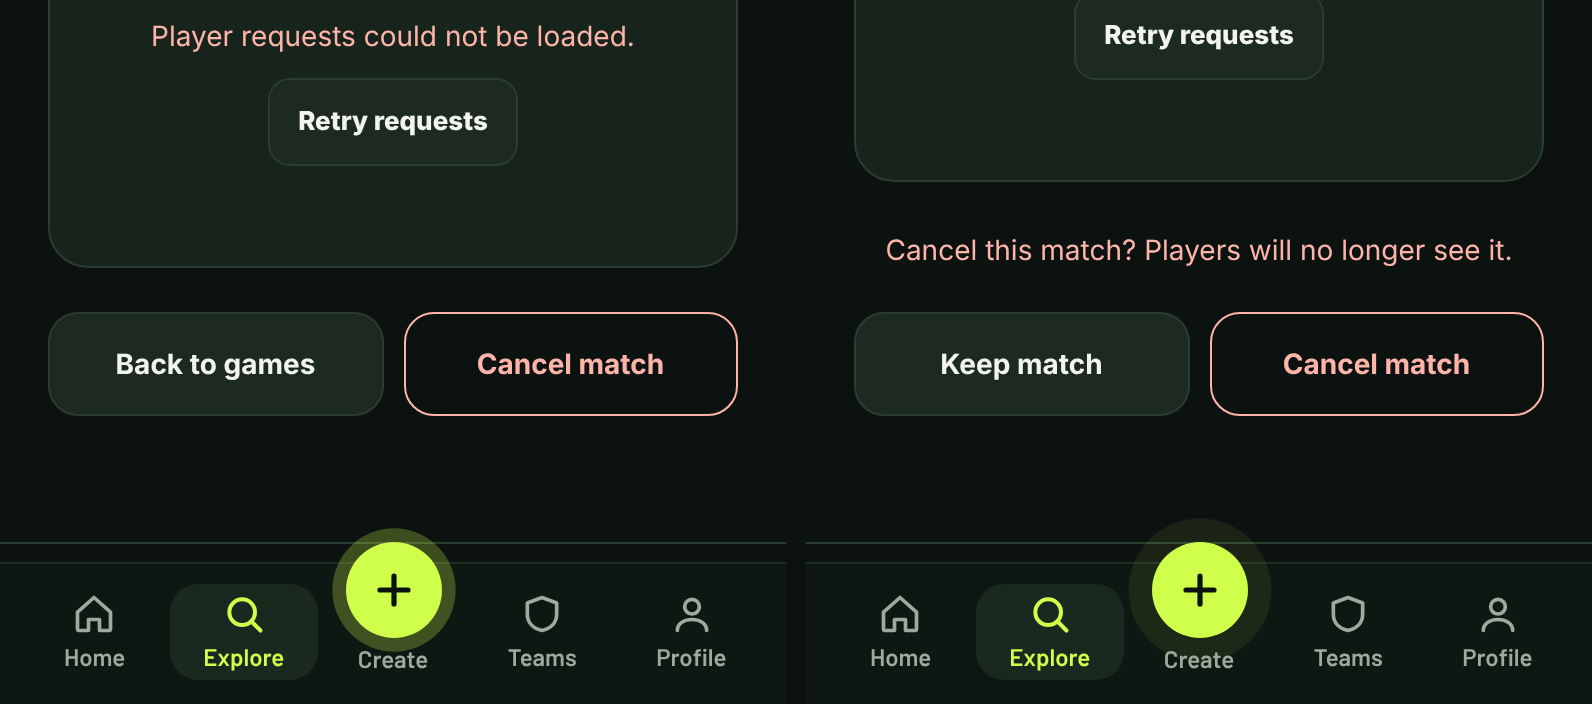 Player requests could not be loaded.
Retry requests
Back to games
Cancel match
Home
Explore
Create
Teams
Profile
Retry requests
Cancel this match? Players will no longer see it.
Keep match
Cancel match
Home
Explore
Create
Teams
Profile